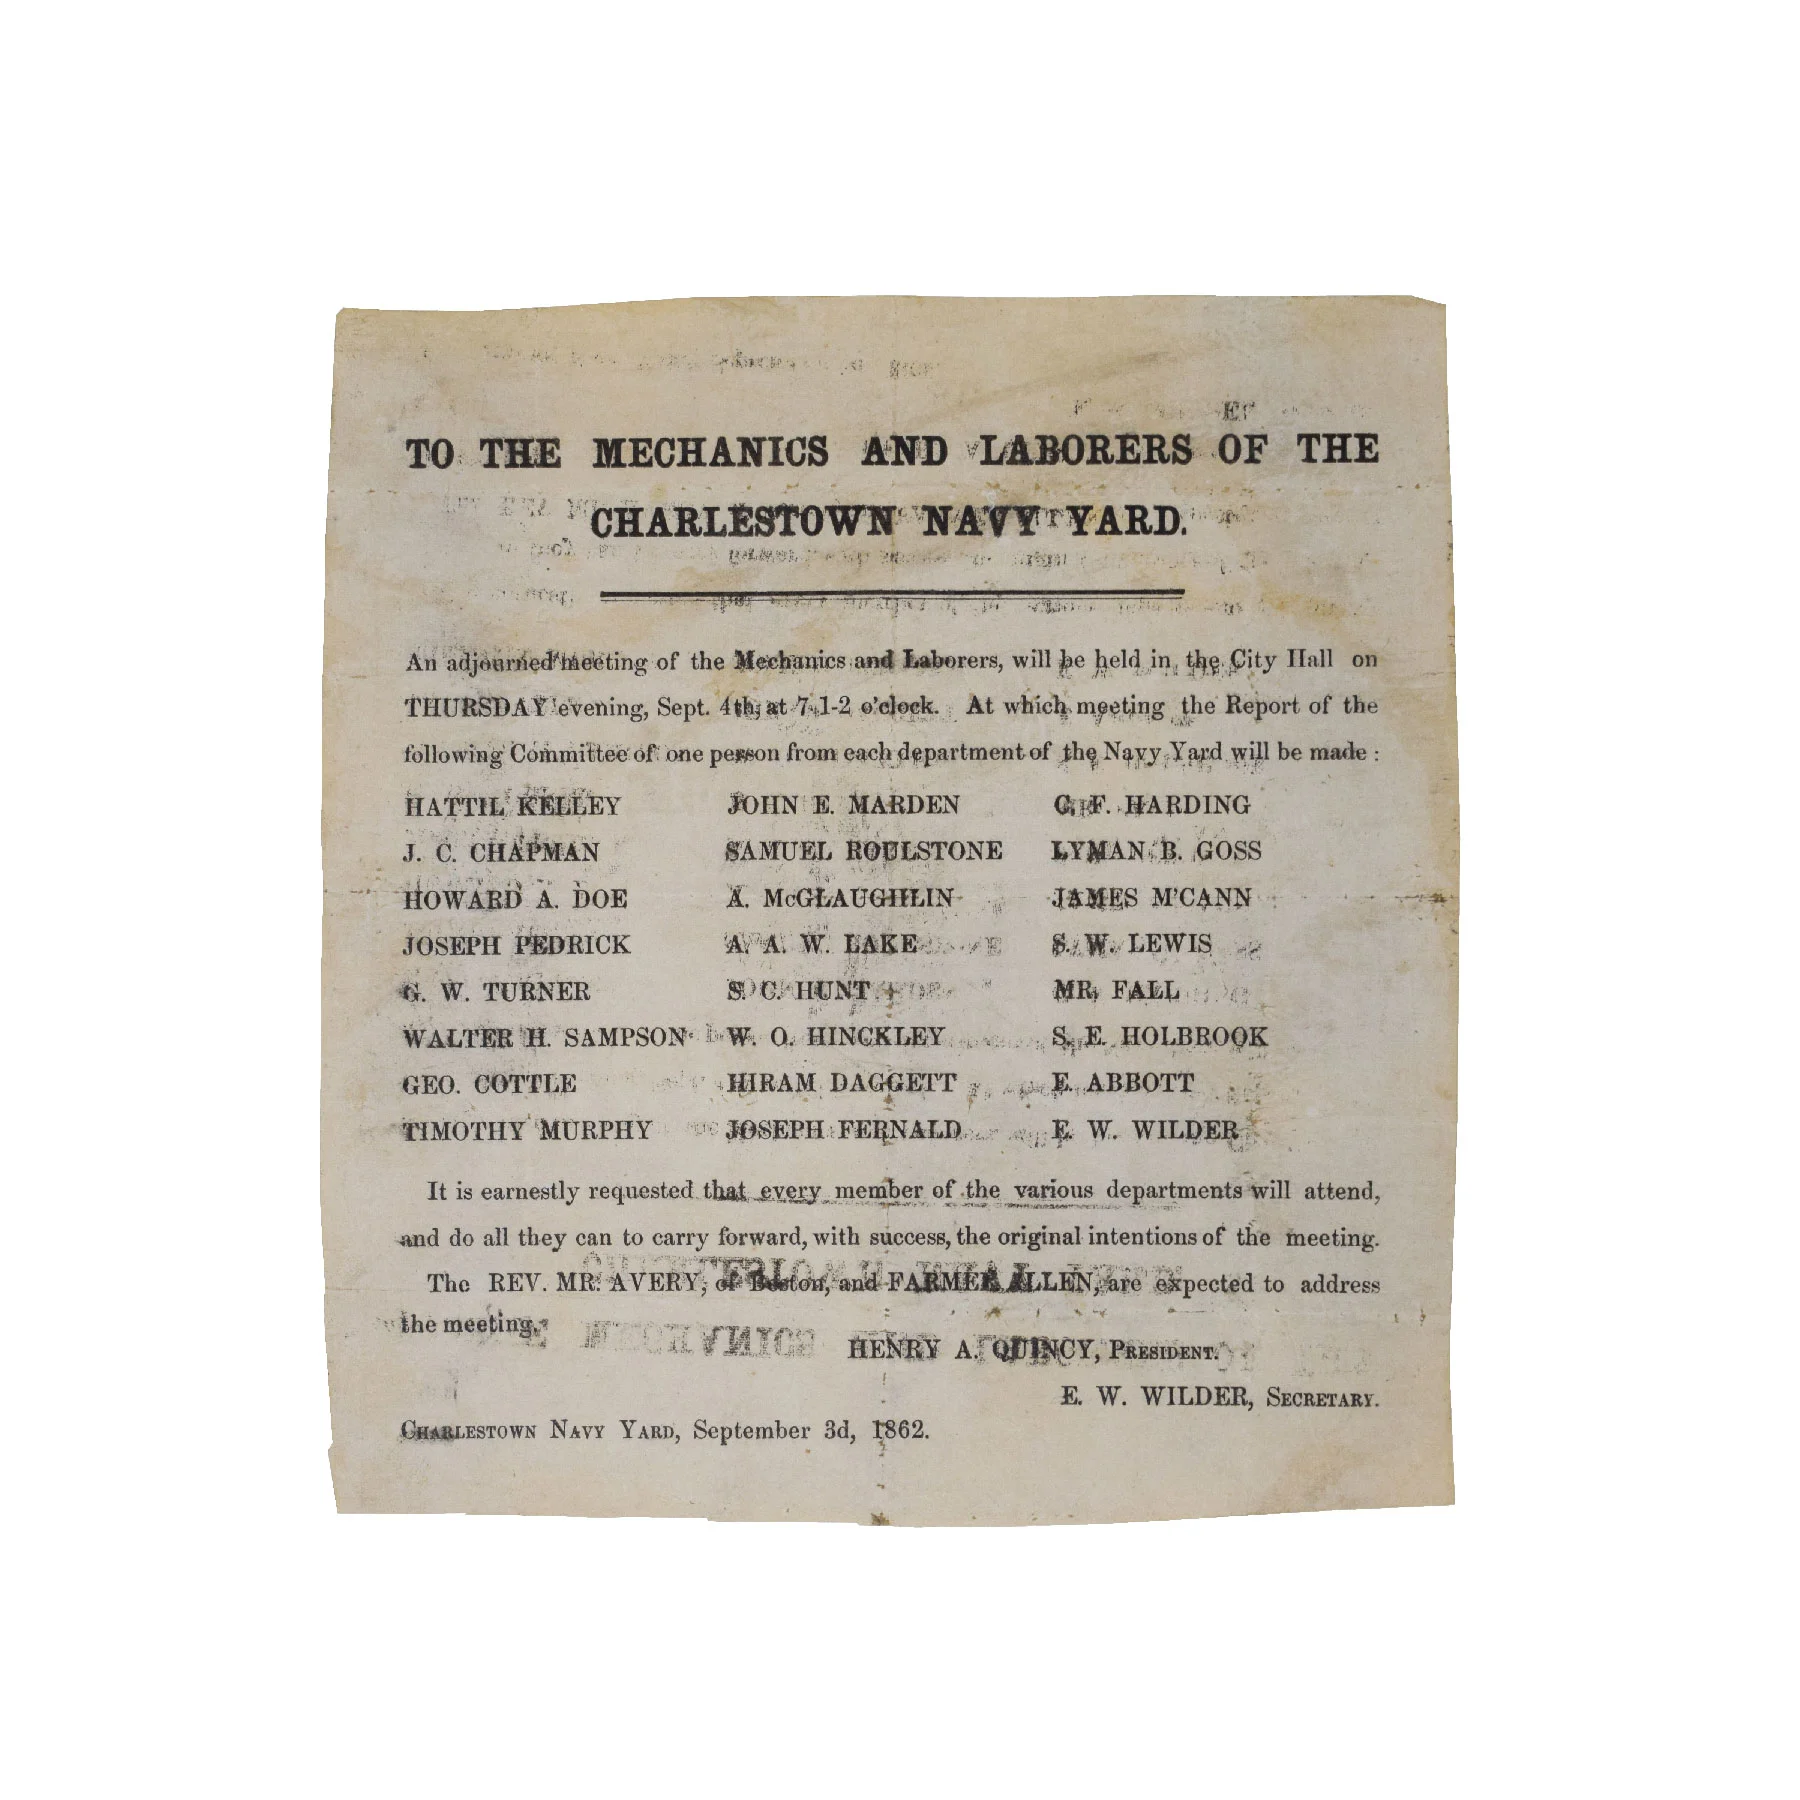 TO THE MECHANICS AND LABORERS OF THE
CHARLESTOWN NAVY YARD.
An adjourned meeting of the Mechanics and Laborers, will be held in the City Hall on
THURSDAY evening, Sept. 4th, at 7 1-2 o'clock. At which meeting the Report of the
following Committee of one person from each department of the Navy Yard will be made :
HATTIL KELLEY JOHN E. MARDEN C. F. HARDING
J. C. CHAPMAN SAMUEL ROULSTONE LYMAN B. GOSS
HOWARD A. DOE A. McGLAUGHLIN JAMES M'CANN
JOSEPH PEDRICK A. A. W. LAKE S. W. LEWIS
G. W. TURNER S. C. HUNT MR. FALL
WALTER H. SAMPSON W. O. HINCKLEY S. E. HOLBROOK
GEO. COTTLE HIRAM DAGGETT E. ABBOTT
TIMOTHY MURPHY JOSEPH FERNALD E. W. WILDER
It is earnestly requested that every member of the various departments will attend,
and do all they can to carry forward, with success, the original intentions of the meeting.
The REV. MR. AVERY, of Boston, and FARMER ALLEN, are expected to address
the meeting.
HENRY A. QUINCY, PRESIDENT.
E. W. WILDER, SECRETARY.
CHARLESTOWN NAVY YARD, September 3d, 1862.